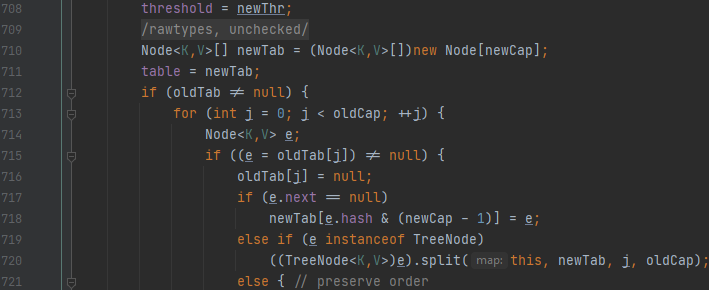 708 threshold = newThr;
709 /rawtypes, unchecked/
710 Node<K,V>[] newTab = (Node<K,V>[])new Node[newCap];
711 table = newTab;
712 if (oldTab ≠ null) {
713 for (int j = 0; j < oldCap; ++j) {
714 Node<K,V> e;
715 if ((e = oldTab[j]) ≠ null) {
716 oldTab[j] = null;
717 if (e.next == null)
718 newTab[e.hash & (newCap - 1)] = e;
719 else if (e instanceof TreeNode)
720 ((TreeNode<K,V>)e).split( map: this, newTab, j, oldCap);
721 else { // preserve order